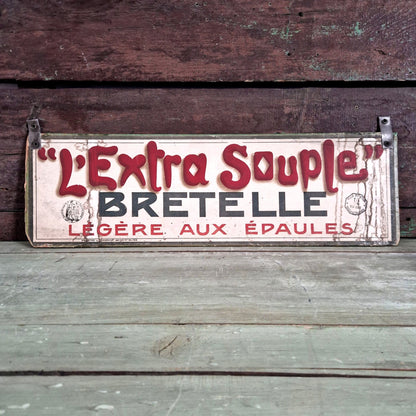 "L'Extra Souple"
BRETELLE
LÉGÈRE AUX ÉPAULES